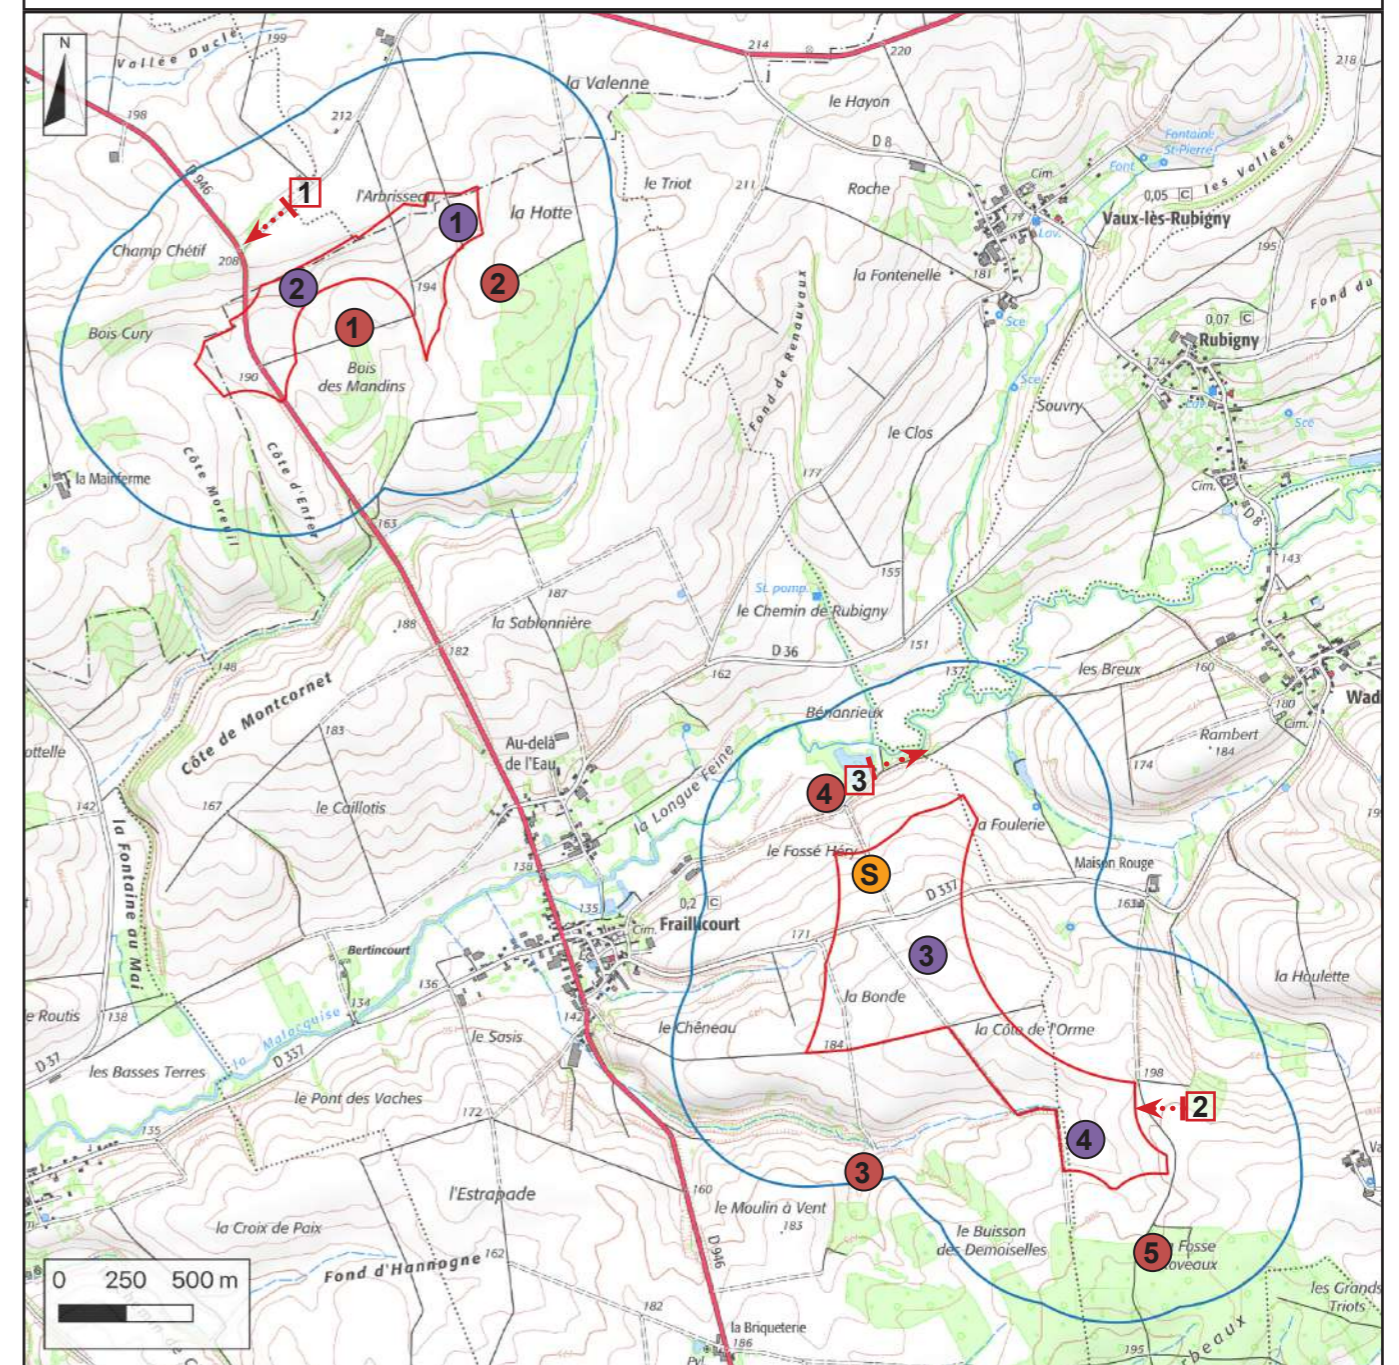 N
Vallée Ducle
199
198
212
D 946
1
l'Arbrisseau
1
la Hotte
Champ Chétif
208
2
194
2
1
Bois Cury
190
Bois
des Mandins
la Mainferme
Côte Moreuil
Côte d'Enfer
163
la Valenne
214
220
218
le Hayon
D 8
le Triot
211
Roche
Cim.
179
Lav.
Font.
Fontaine
St-Pierre
0,05 C
les Vallées
Vaux-lès-Rubigny
195
la Fontenelle
181
Sce
Fond du
0,07 C
Rubigny
174
Fond de Renauvaux
Sce
Souvry
Lav.
Sce
le Clos
177
Cim.
D 8
143
155
187
St. pomp.
le Chemin de Rubigny
la Sablonnière
188
182
148
D 36
151
162
137
les Breux
160
Wad
180
Cim.
Rambert
184
174
Côte de Montcornet
183
Au-delà
de l'Eau
Bénanrieux
3
4
la Longue Feine
142
167
le Caillotis
la Fontaine au Mai
138
le Fossé Héry
a Foulerie
S
Maison Rouge
D 337
163
135
0,2 C
Cim.
Fraillicourt
171
3
Bertincourt
136
134
la Bonde
la Houlette
e Routis
138
la Malacquise
142
le Sasis
le Chêneau
184
la Côte de l'Orme
D 37
les Basses Terres
D 337
198
le Pont des Vaches
172
2
135
4
3
l'Estrapade
160
le Moulin à Vent
183
la Croix de Paix
le Buisson
des Demoiselles
5
Fosse
oveaux
Fond d'Hannogne
162
D 946
les Grands
Triots
0 250 500 m
182
la Briqueterie
186
195
beaux